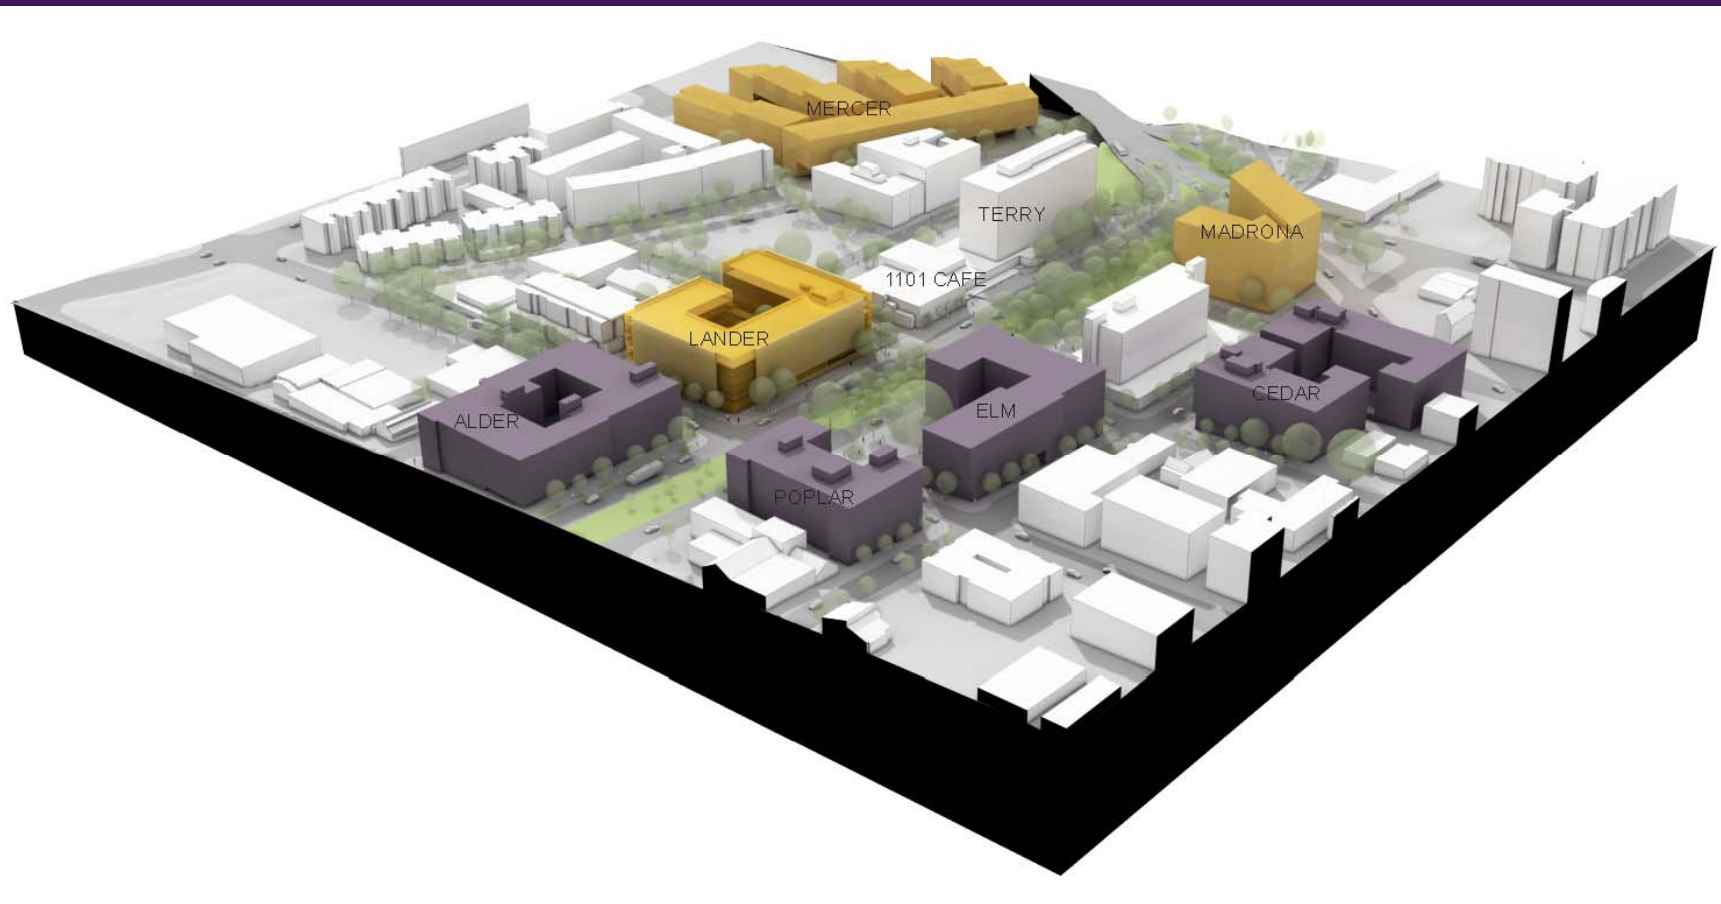 MERCER
TERRY
MADRONA
1101 CAFE
LANDER
CEDAR
ELM
ALDER
POPLAR